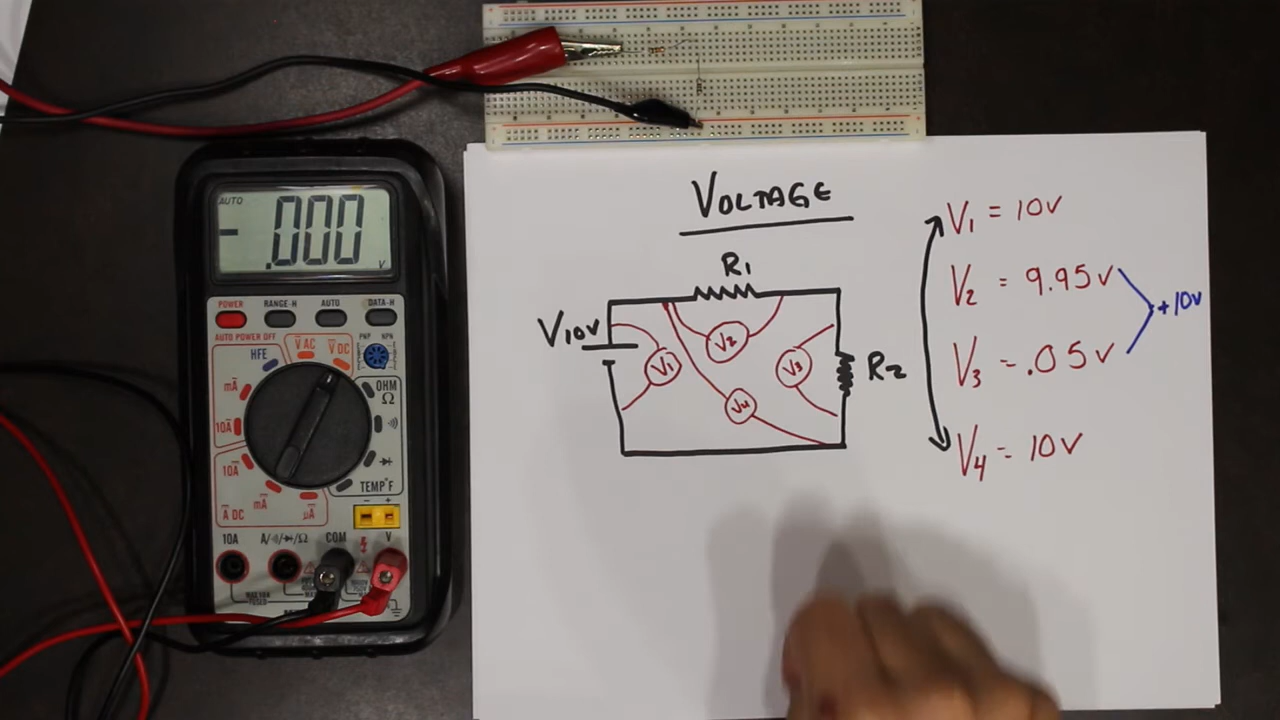 AUTO
- .000
V
POWER RANGE-H AUTO DATA-H
AUTO POWER OFF
V AC
V DC
PNP NPN
HFE
mA
OHM
Ω
10A
10A
mA
µA
A DC
TEMP°F
- +
10A A/·))/Ω COM V
VOLTAGE
R1
V10V
V1
V2
V3
V4
R2
V1 = 10V
V2 = 9.95V
V3 = .05V
V4 = 10V
+10V